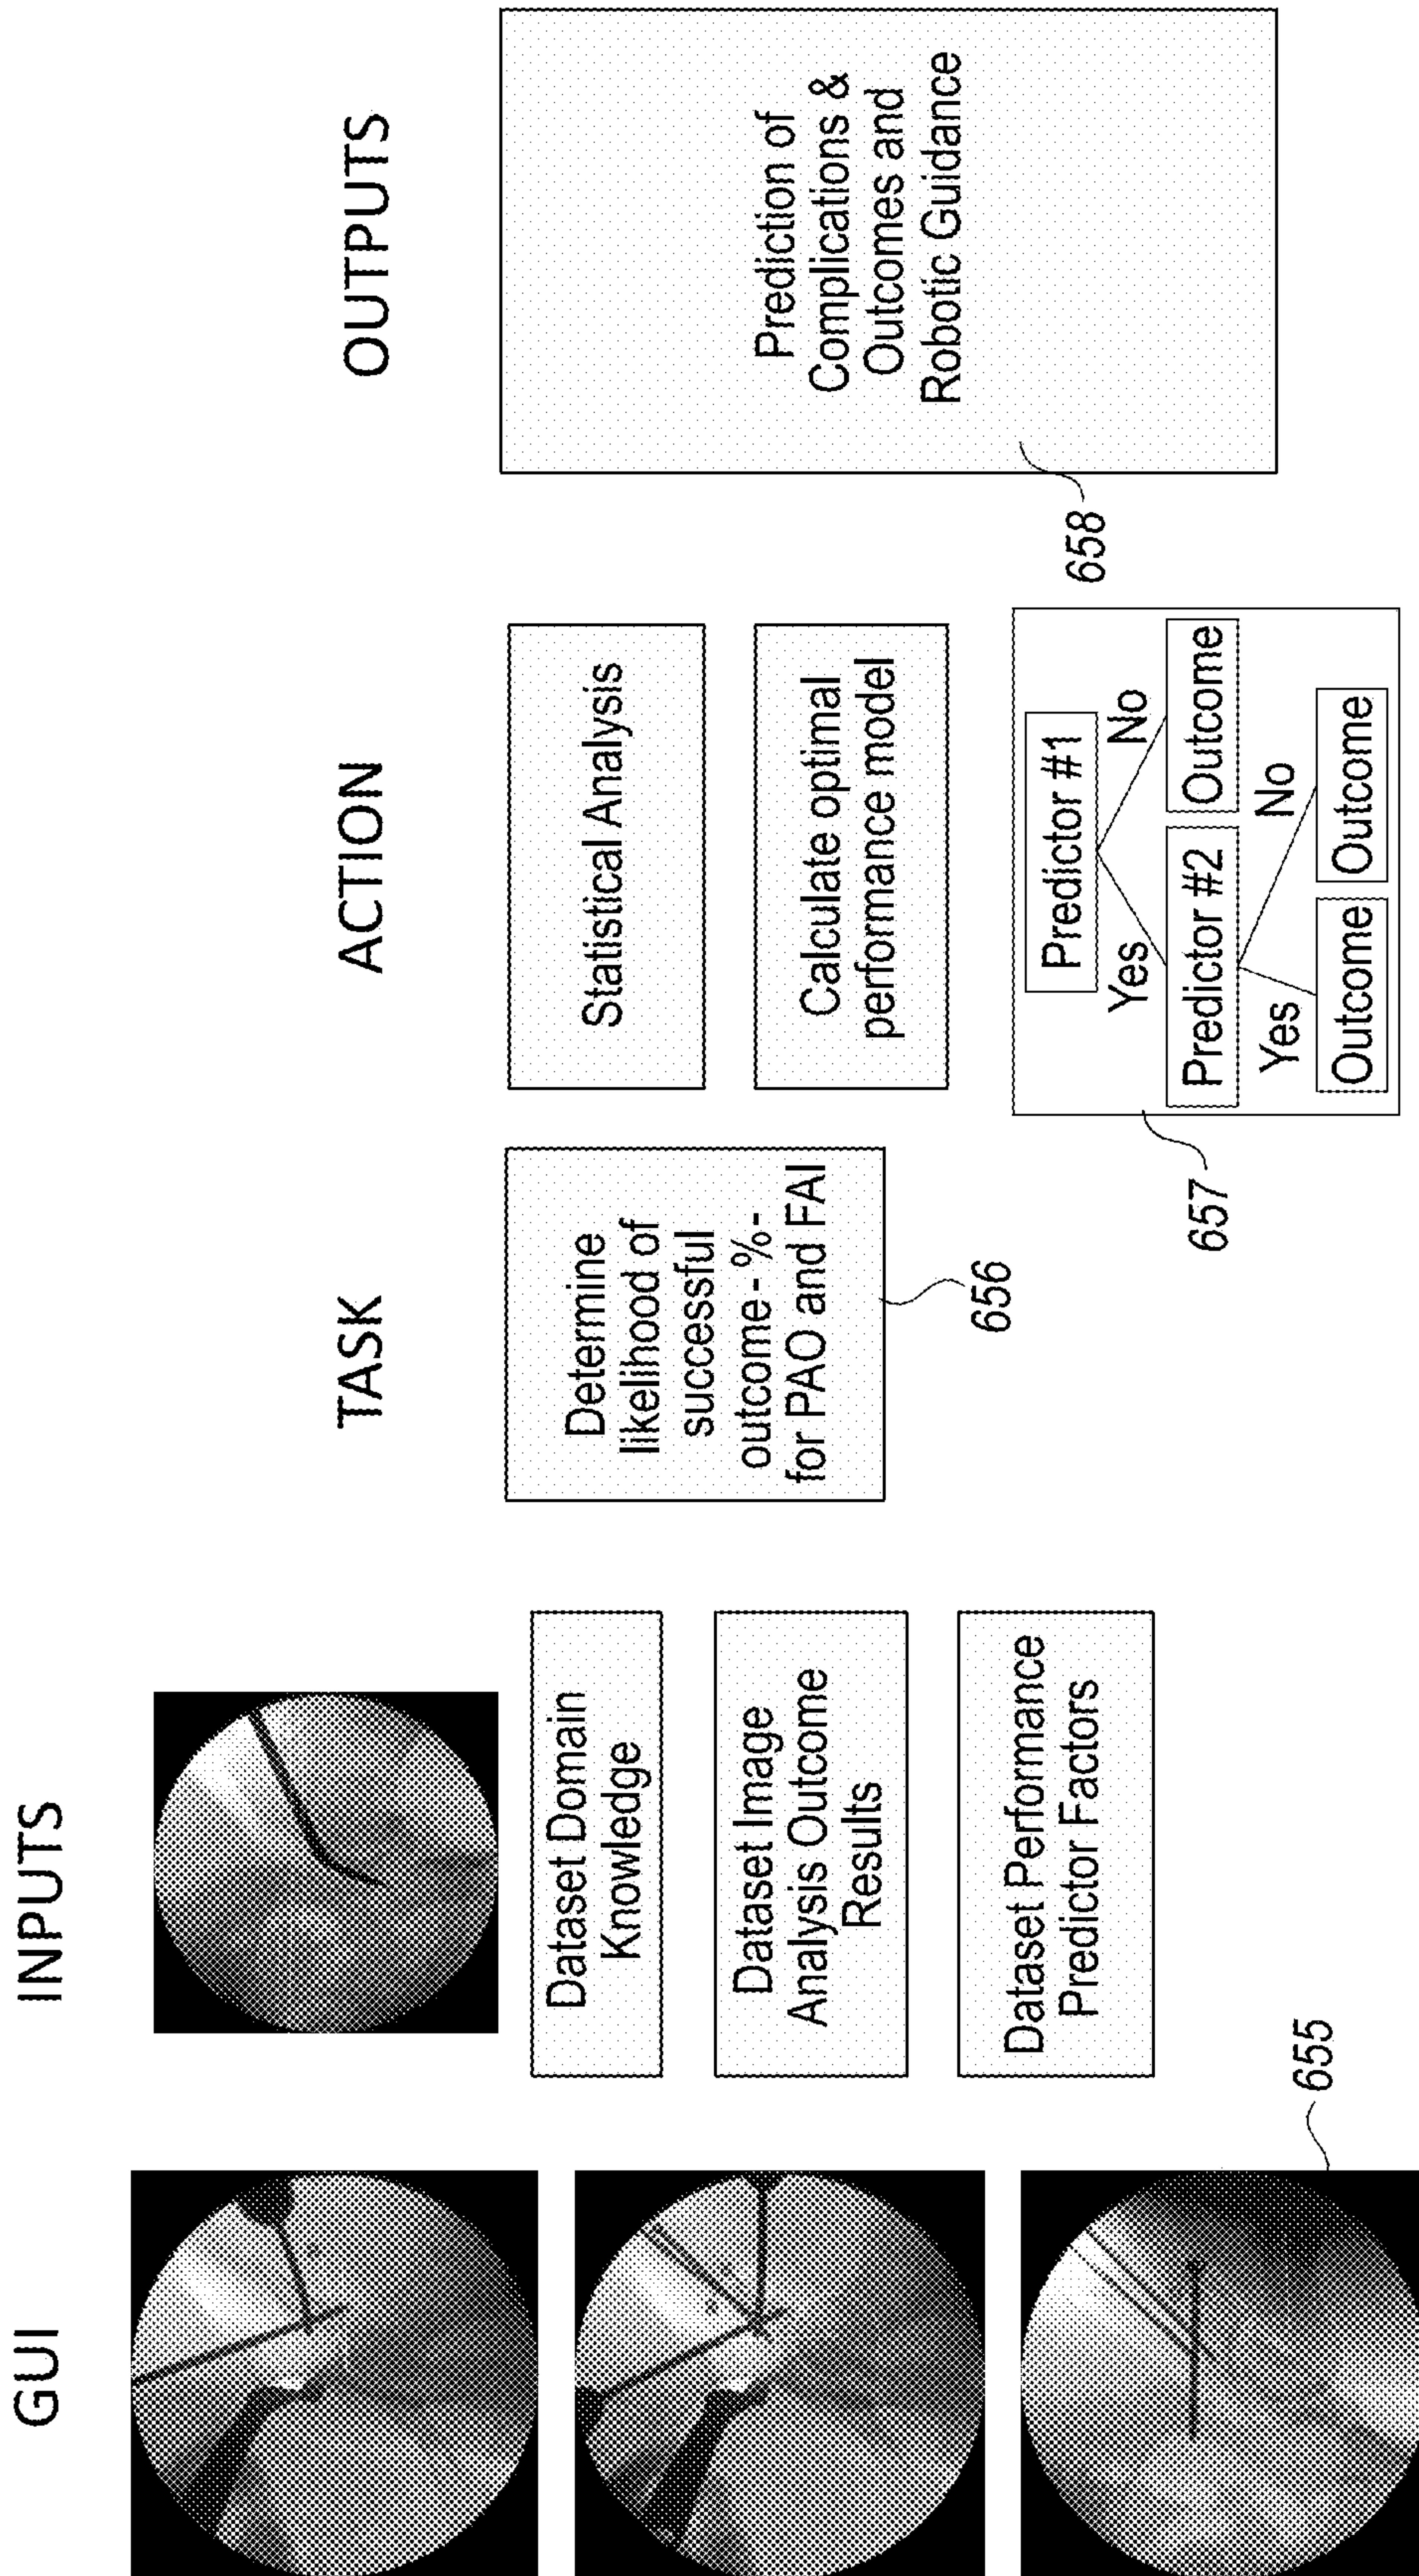 GUI
INPUTS
TASK
ACTION
OUTPUTS
655
Dataset Domain
Knowledge
Dataset Image
Analysis Outcome
Results
Dataset Performance
Predictor Factors
Determine
likelihood of
successful
outcome- %-
for PAO and FAI
656
Statistical Analysis
Calculate optimal
performance model
Predictor #1
Yes
No
Predictor #2
Outcome
Yes
No
Outcome
Outcome
657
Prediction of
Complications &
Outcomes and
Robotic Guidance
658